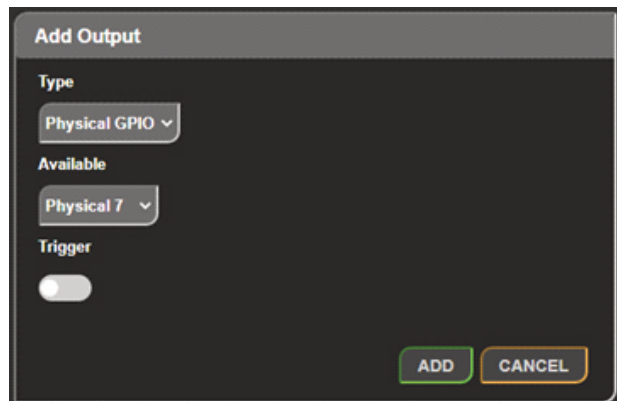 Add Output
Type
Physical GPIO
Available
Physical 7
Trigger
ADD CANCEL